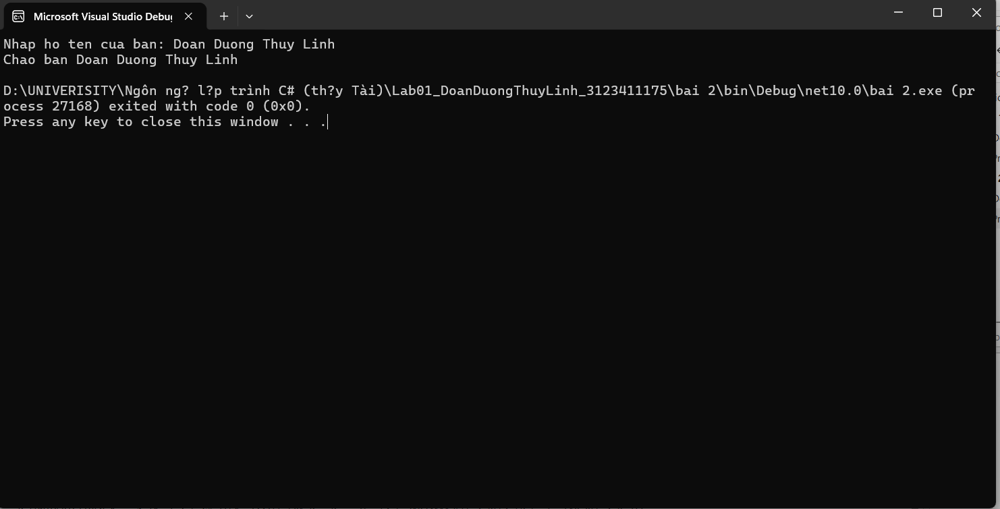 Microsoft Visual Studio Debu
Nhap ho ten cua ban: Doan Duong Thuy Linh
Chao ban Doan Duong Thuy Linh
D:\UNIVERISITY\Ngôn ng? l?p trình C# (th?y Tài)\Lab01_DoanDuongThuyLinh_3123411175\bai 2\bin\Debug\net10.0\bai 2.exe (pr
ocess 27168) exited with code 0 (0x0).
Press any key to close this window . . .